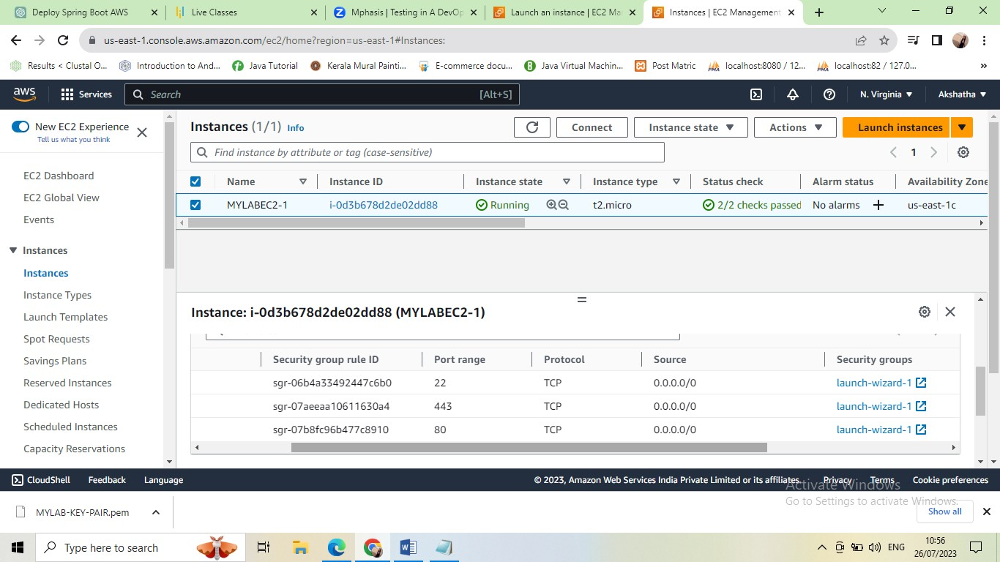 Deploy Spring Boot AWS
Live Classes
Mphasis | Testing in A DevOp
Launch an instance | EC2 Ma
Instances | EC2 Management
us-east-1.console.aws.amazon.com/ec2/home?region=us-east-1#Instances:
Results < Clustal O...
Introduction to And...
Java Tutorial
Kerala Mural Painti...
E-commerce docu...
Java Virtual Machin...
Post Matric
localhost:8080 / 12...
localhost:82 / 127.0...
»
aws
Services
Search
[Alt+S]
N. Virginia
Akshatha
New EC2 Experience
Tell us what you think
EC2 Dashboard
EC2 Global View
Events
Instances
Instances
Instance Types
Launch Templates
Spot Requests
Savings Plans
Reserved Instances
Dedicated Hosts
Scheduled Instances
Capacity Reservations
Instances (1/1) Info
Connect
Instance state
Actions
Launch instances
Find instance by attribute or tag (case-sensitive)
1
Name Instance ID Instance state Instance type Status check Alarm status Availability Zone
MYLABEC2-1 i-0d3b678d2de02dd88 Running t2.micro 2/2 checks passed No alarms + us-east-1c
Instance: i-0d3b678d2de02dd88 (MYLABEC2-1)
Security group rule ID Port range Protocol Source Security groups
sgr-06b4a33492447c6b0 22 TCP 0.0.0.0/0 launch-wizard-1
sgr-07aeeaa10611630a4 443 TCP 0.0.0.0/0 launch-wizard-1
sgr-07b8fc96b477c8910 80 TCP 0.0.0.0/0 launch-wizard-1
CloudShell Feedback Language © 2023, Amazon Web Services India Private Limited or its affiliates. Privacy Terms Cookie preferences
Activate Windows
Go to Settings to activate Windows.
MYLAB-KEY-PAIR.pem
Show all
Type here to search
ENG
10:56
26/07/2023